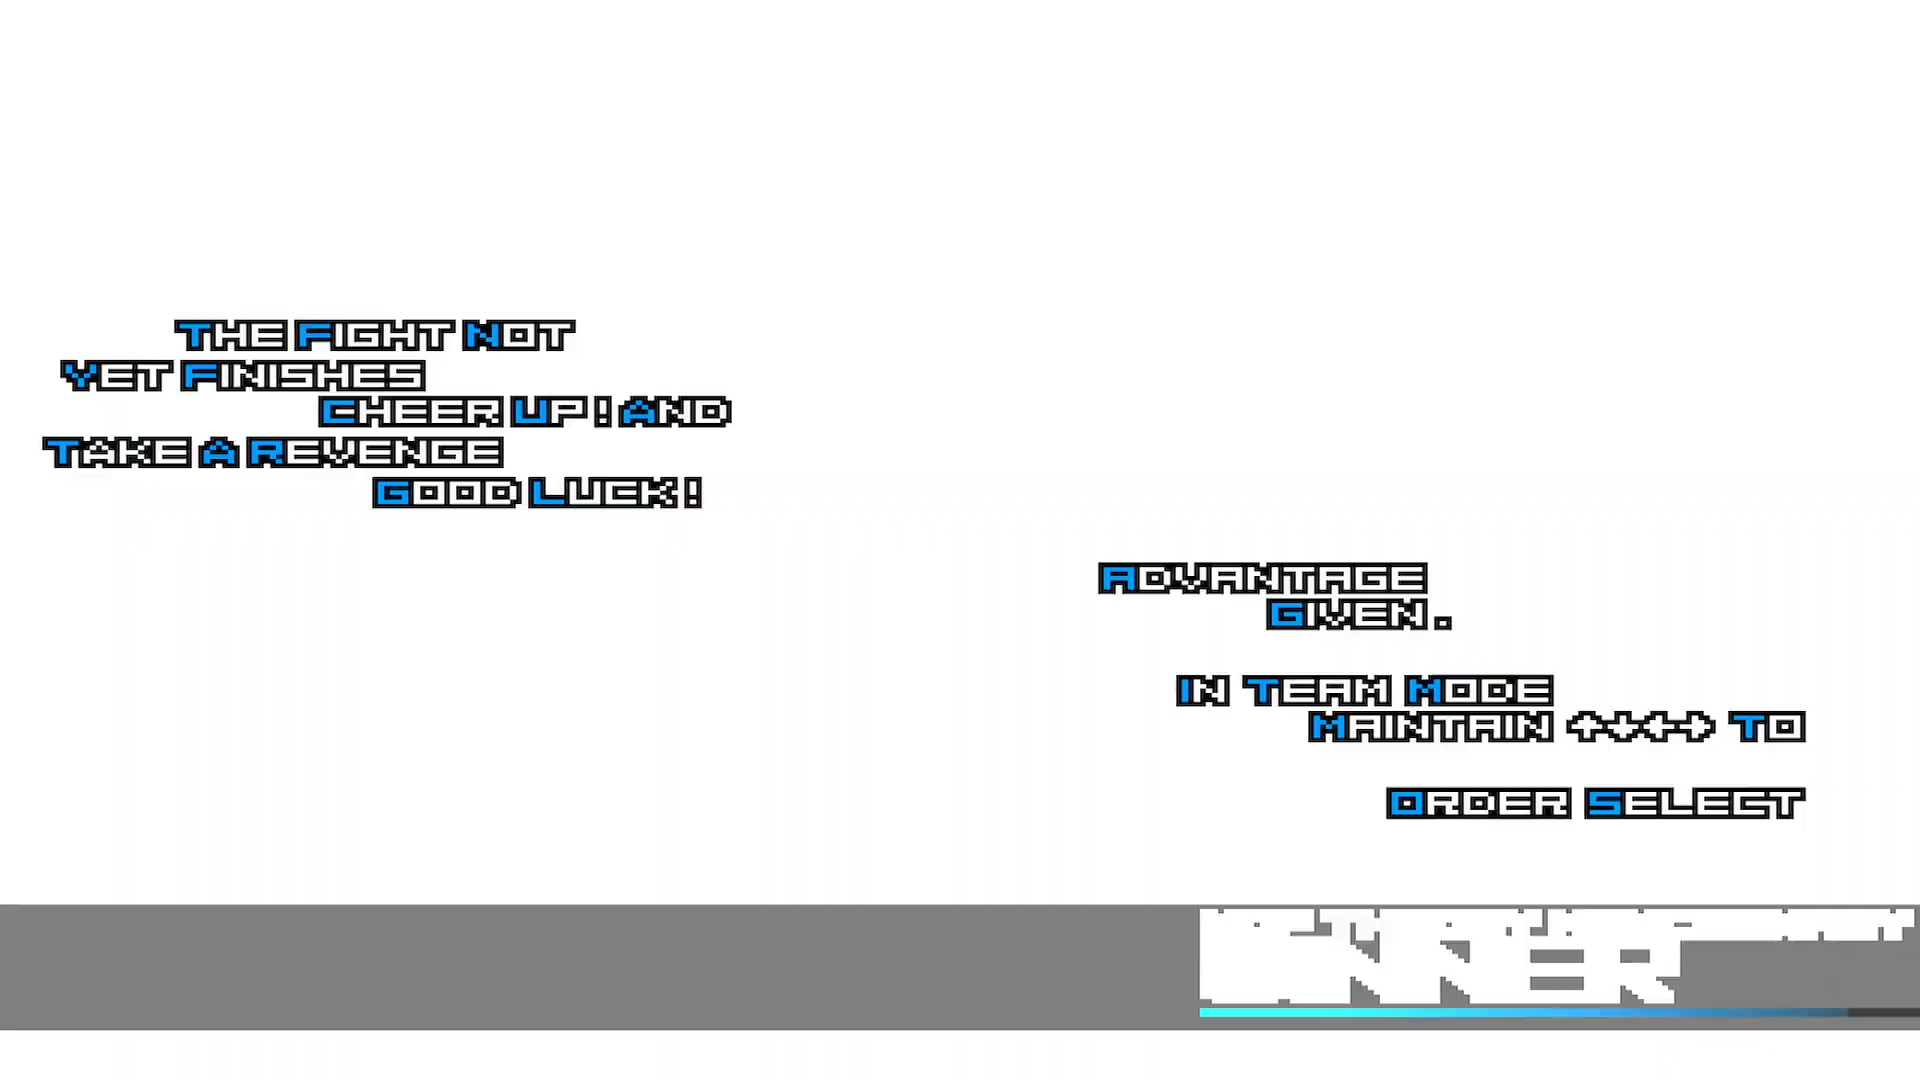 The Fight Not
Yet Finishes
Cheer Up! And
Take A Revenge
Good Luck!
Advantage
Given.
In Team Mode
Maintain ↑↓←→ To
Order Select